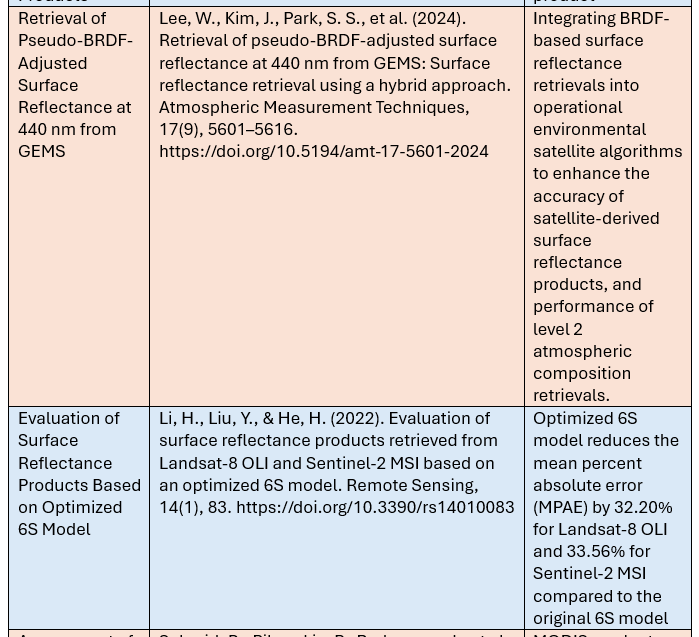 product
Retrieval of
Pseudo-BRDF-
Adjusted
Surface
Reflectance at
440 nm from
GEMS
Lee, W., Kim, J., Park, S. S., et al. (2024).
Retrieval of pseudo-BRDF-adjusted surface
reflectance at 440 nm from GEMS: Surface
reflectance retrieval using a hybrid approach.
Atmospheric Measurement Techniques,
17(9), 5601–5616.
https://doi.org/10.5194/amt-17-5601-2024
Integrating BRDF-
based surface
reflectance
retrievals into
operational
environmental
satellite algorithms
to enhance the
accuracy of
satellite-derived
surface
reflectance
products, and
performance of
level 2
atmospheric
composition
retrievals.
Evaluation of
Surface
Reflectance
Products Based
on Optimized
6S Model
Li, H., Liu, Y., & He, H. (2022). Evaluation of
surface reflectance products retrieved from
Landsat-8 OLI and Sentinel-2 MSI based on
an optimized 6S model. Remote Sensing,
14(1), 83. https://doi.org/10.3390/rs14010083
Optimized 6S
model reduces the
mean percent
absolute error
(MPAE) by 32.20%
for Landsat-8 OLI
and 33.56% for
Sentinel-2 MSI
compared to the
original 6S model